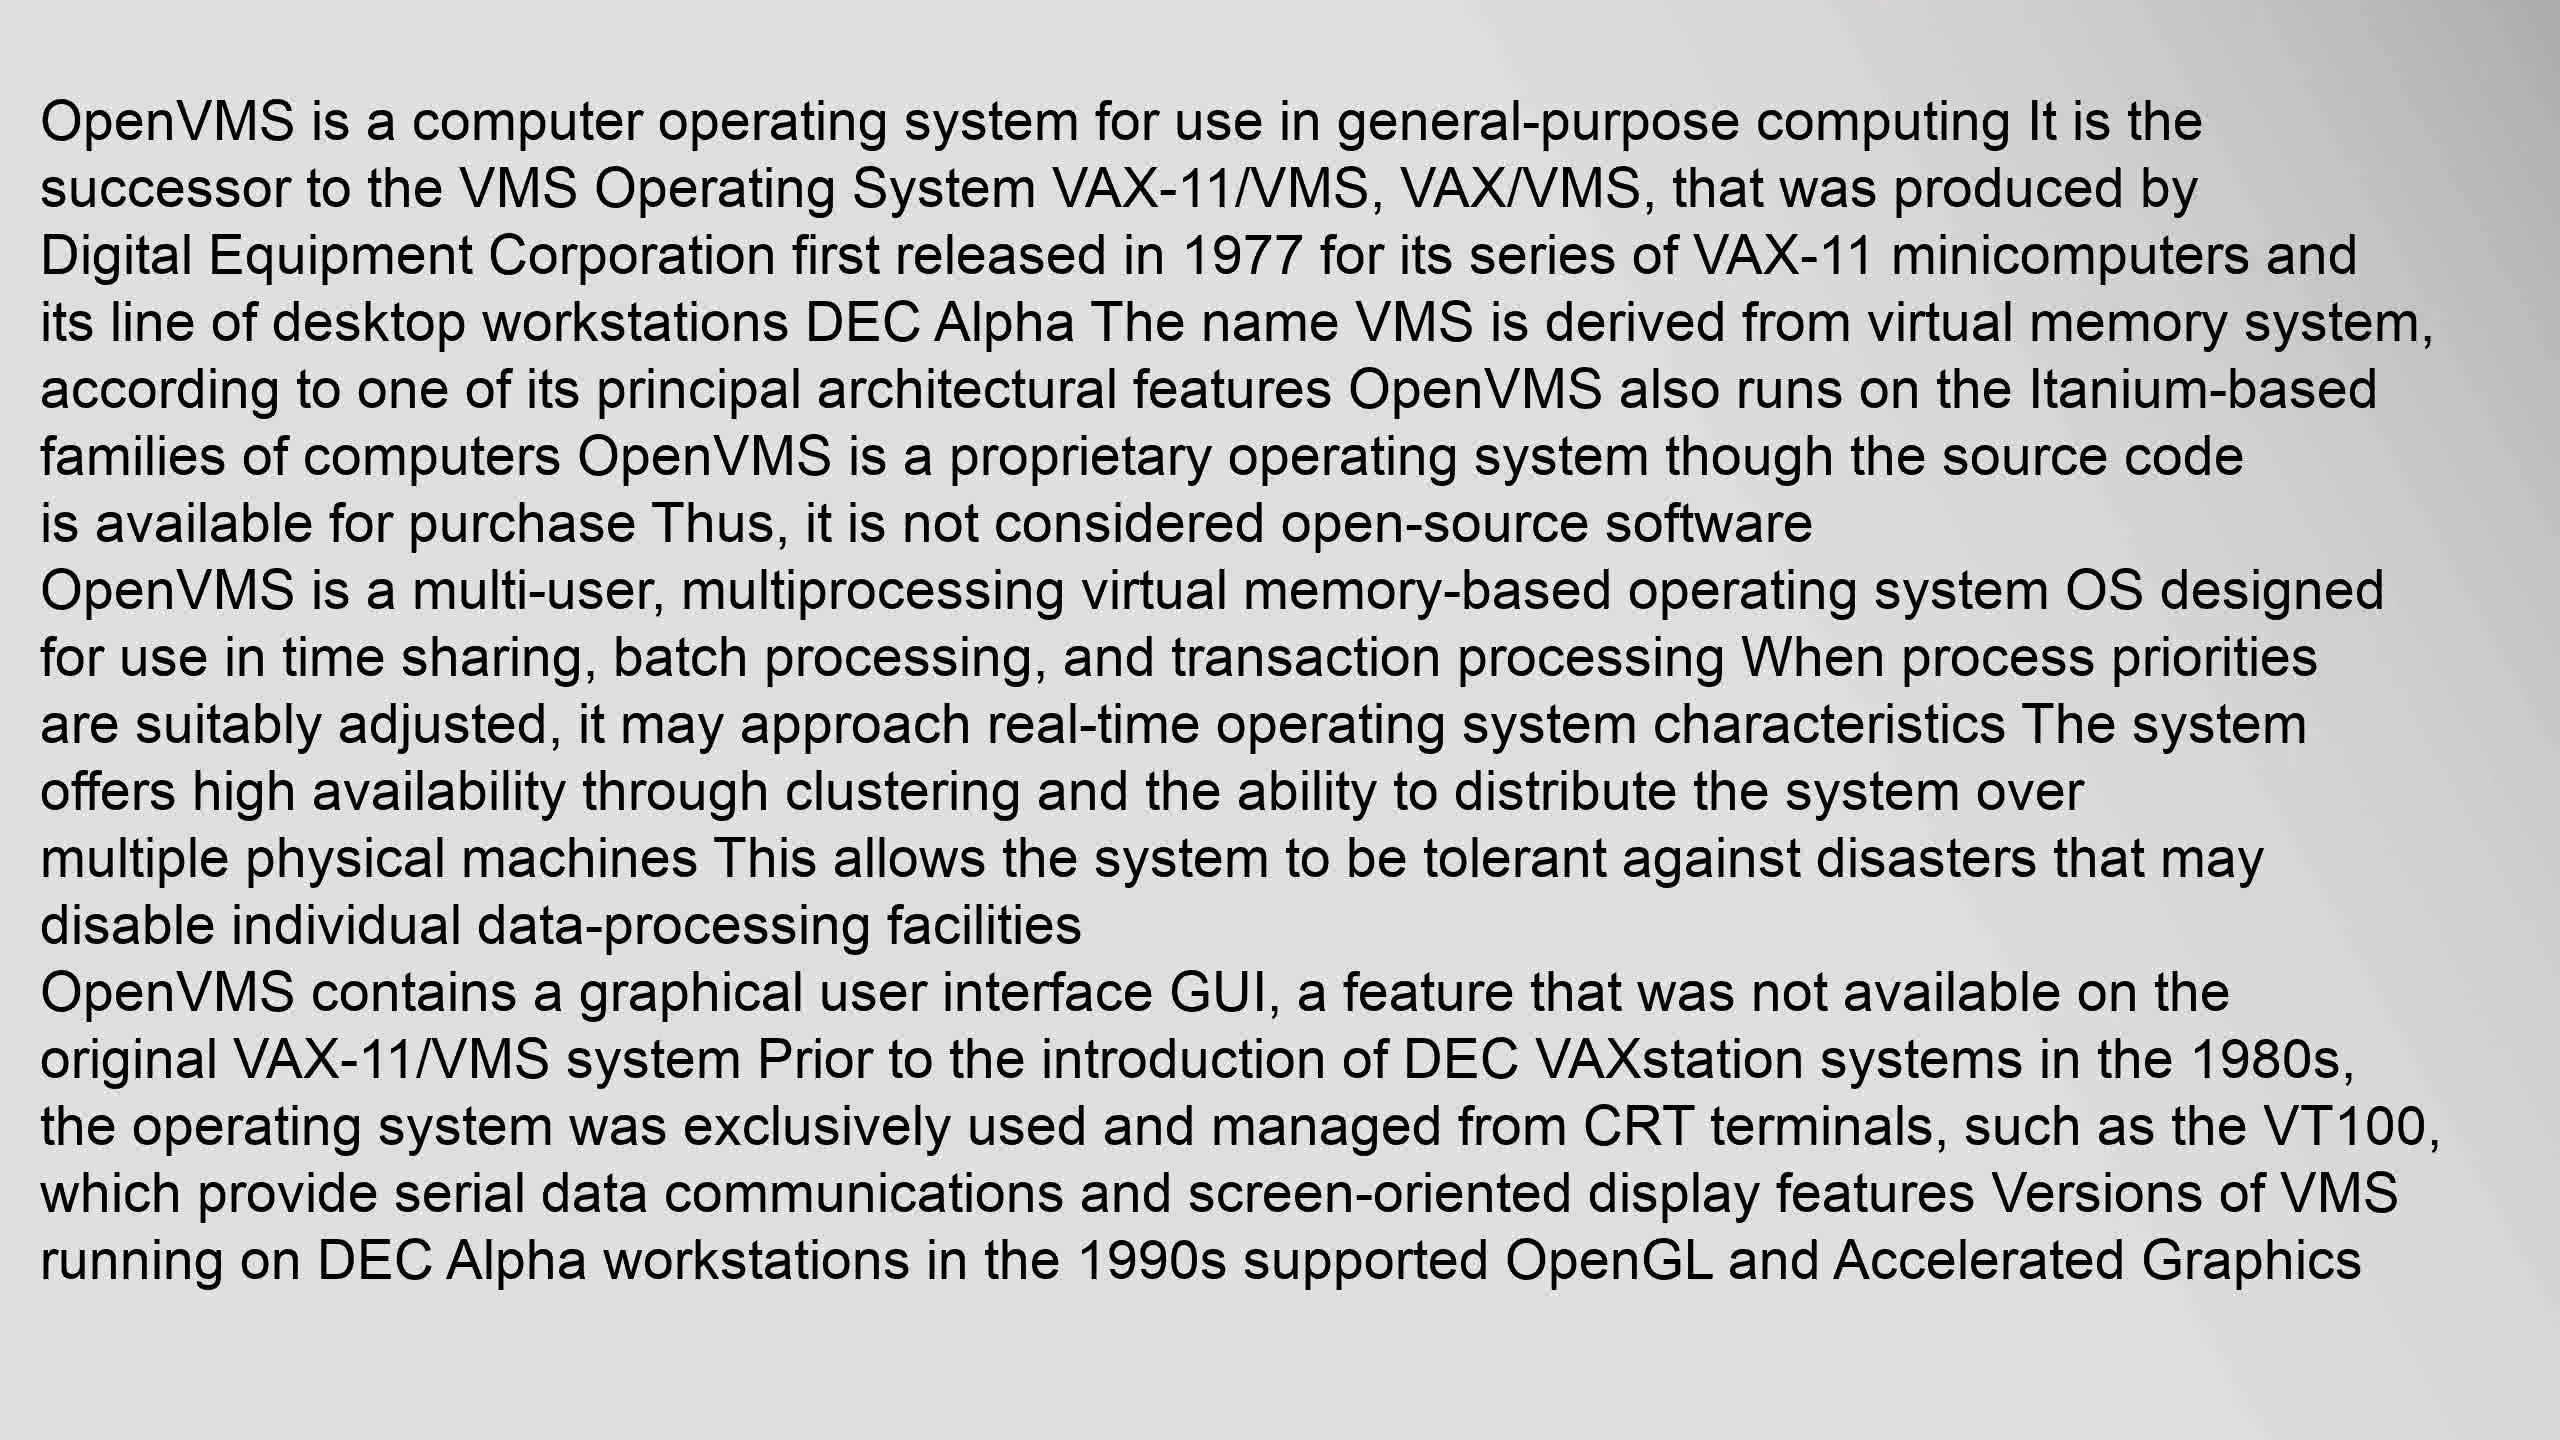 OpenVMS is a computer operating system for use in general-purpose computing It is the
successor to the VMS Operating System VAX-11/VMS, VAX/VMS, that was produced by
Digital Equipment Corporation first released in 1977 for its series of VAX-11 minicomputers and
its line of desktop workstations DEC Alpha The name VMS is derived from virtual memory system,
according to one of its principal architectural features OpenVMS also runs on the Itanium-based
families of computers OpenVMS is a proprietary operating system though the source code
is available for purchase Thus, it is not considered open-source software
OpenVMS is a multi-user, multiprocessing virtual memory-based operating system OS designed
for use in time sharing, batch processing, and transaction processing When process priorities
are suitably adjusted, it may approach real-time operating system characteristics The system
offers high availability through clustering and the ability to distribute the system over
multiple physical machines This allows the system to be tolerant against disasters that may
disable individual data-processing facilities
OpenVMS contains a graphical user interface GUI, a feature that was not available on the
original VAX-11/VMS system Prior to the introduction of DEC VAXstation systems in the 1980s,
the operating system was exclusively used and managed from CRT terminals, such as the VT100,
which provide serial data communications and screen-oriented display features Versions of VMS
running on DEC Alpha workstations in the 1990s supported OpenGL and Accelerated Graphics